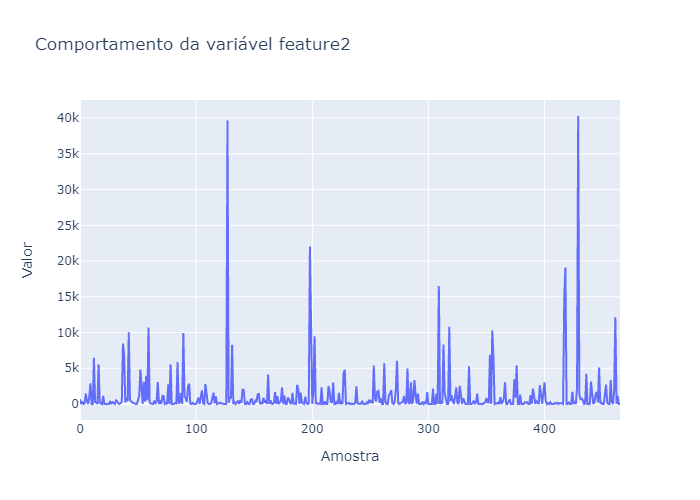 Comportamento da variável feature2
40k
35k
30k
25k
20k
15k
10k
5k
0
Valor
0
100
200
300
400
Amostra